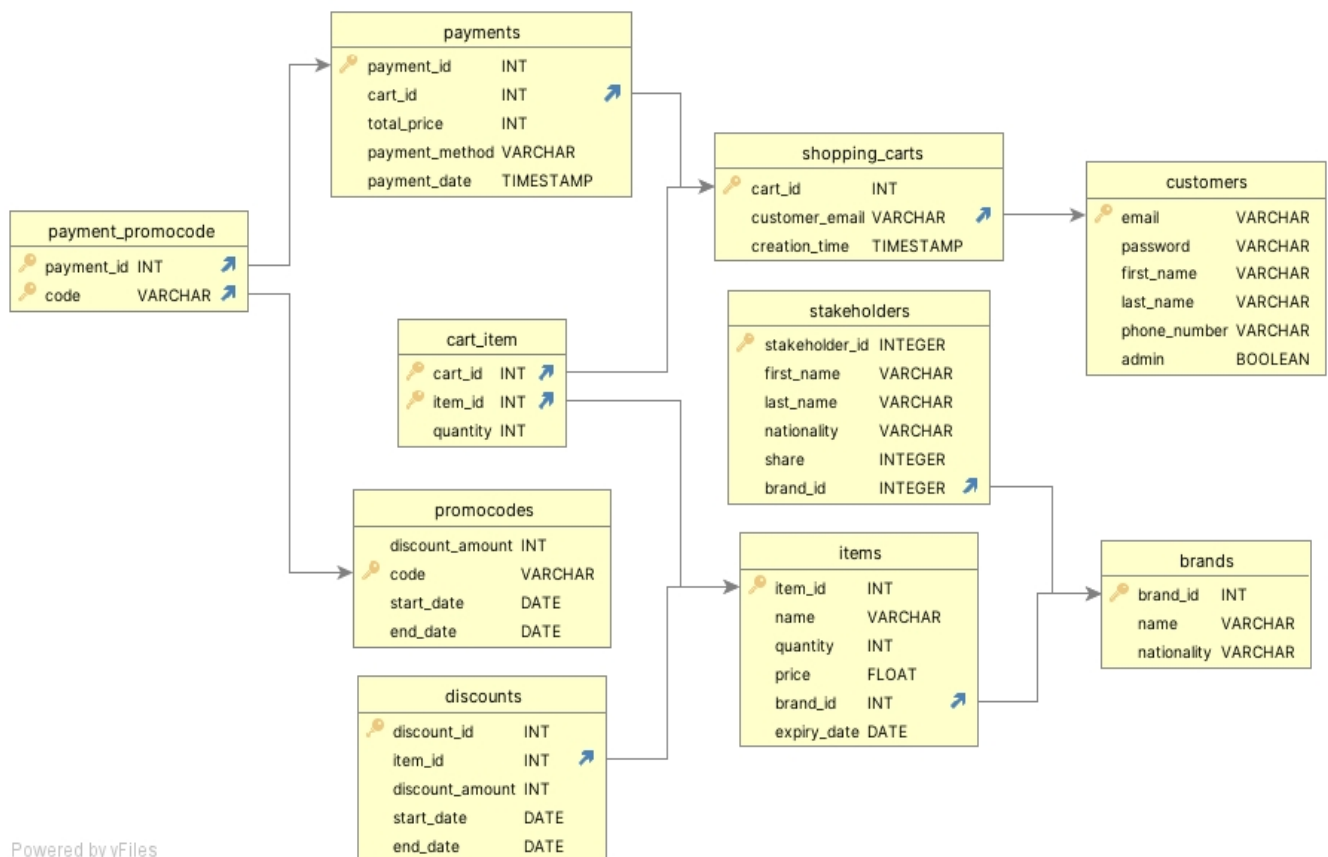 payments
payment_id INT
cart_id INT
total_price INT
payment_method VARCHAR
payment_date TIMESTAMP
shopping_carts
cart_id INT
customer_email VARCHAR
creation_time TIMESTAMP
customers
email VARCHAR
password VARCHAR
first_name VARCHAR
last_name VARCHAR
phone_number VARCHAR
admin BOOLEAN
payment_promocode
payment_id INT
code VARCHAR
cart_item
cart_id INT
item_id INT
quantity INT
stakeholders
stakeholder_id INTEGER
first_name VARCHAR
last_name VARCHAR
nationality VARCHAR
share INTEGER
brand_id INTEGER
promocodes
discount_amount INT
code VARCHAR
start_date DATE
end_date DATE
items
item_id INT
name VARCHAR
quantity INT
price FLOAT
brand_id INT
expiry_date DATE
brands
brand_id INT
name VARCHAR
nationality VARCHAR
discounts
discount_id INT
item_id INT
discount_amount INT
start_date DATE
end_date DATE
Powered by yFiles